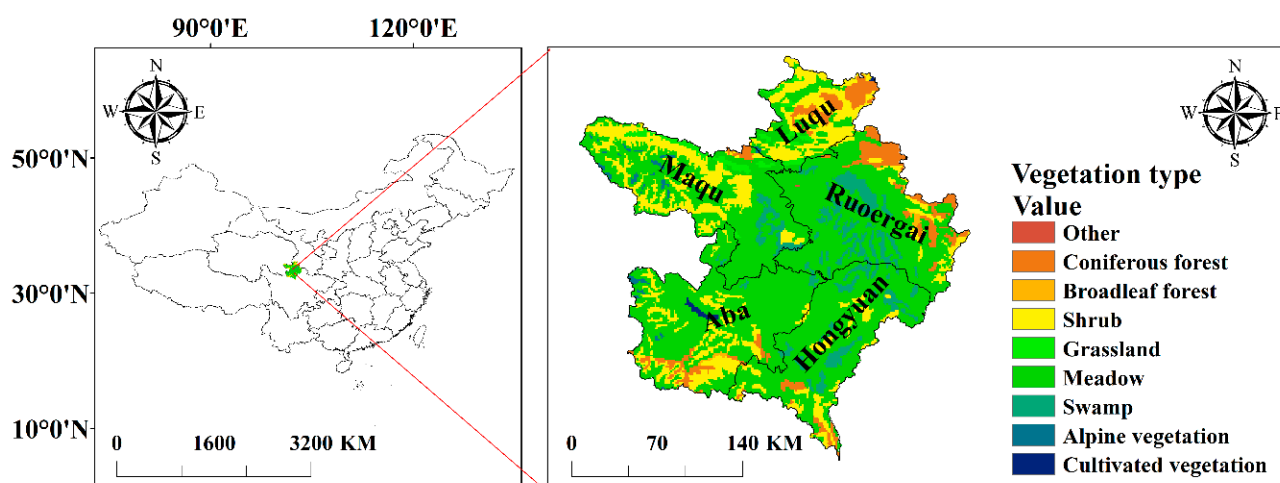 90°0'E 120°0'E
N
W E
S
50°0'N
30°0'N
10°0'N
0 1600 3200 KM
N
W E
S
Luqu
Maqu
Ruoergai
Aba
Hongyuan
0 70 140 KM
Vegetation type
Value
Other
Coniferous forest
Broadleaf forest
Shrub
Grassland
Meadow
Swamp
Alpine vegetation
Cultivated vegetation